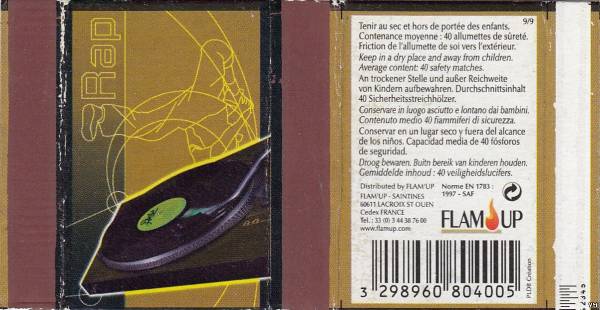 Rap
9/9
Tenir au sec et hors de portée des enfants.
Contenance moyenne : 40 allumettes de sûreté.
Friction de l'allumette de soi vers l'extérieur.
Keep in a dry place and away from children.
Average content: 40 safety matches.
An trockener Stelle und außer Reichweite
von Kindern aufbewahren. Durchschnittsinhalt
40 Sicherheitsstreichhölzer.
Conservare in luogo asciutto e lontano dai bambini.
Contenuto medio 40 fiammiferi di sicurezza.
Conservar en un lugar seco y fuera del alcance
de los niños. Capacidad media de 40 fósforos
de seguridad.
Droog bewaren. Buitn bereik van kinderen houden.
Gemiddelde inhoud : 40 veiligheidslucifers.
Distributed by FLAM'UP
FLAM'UP - SAINTINES
60611 LACROIX ST OUEN
Cedex FRANCE
Tel.: 33 (0) 3 44 38 76 00
www.flamup.com
Norme EN 1783 :
1997 - SAF
FLAM UP
3 298960 804005
PLDB Création